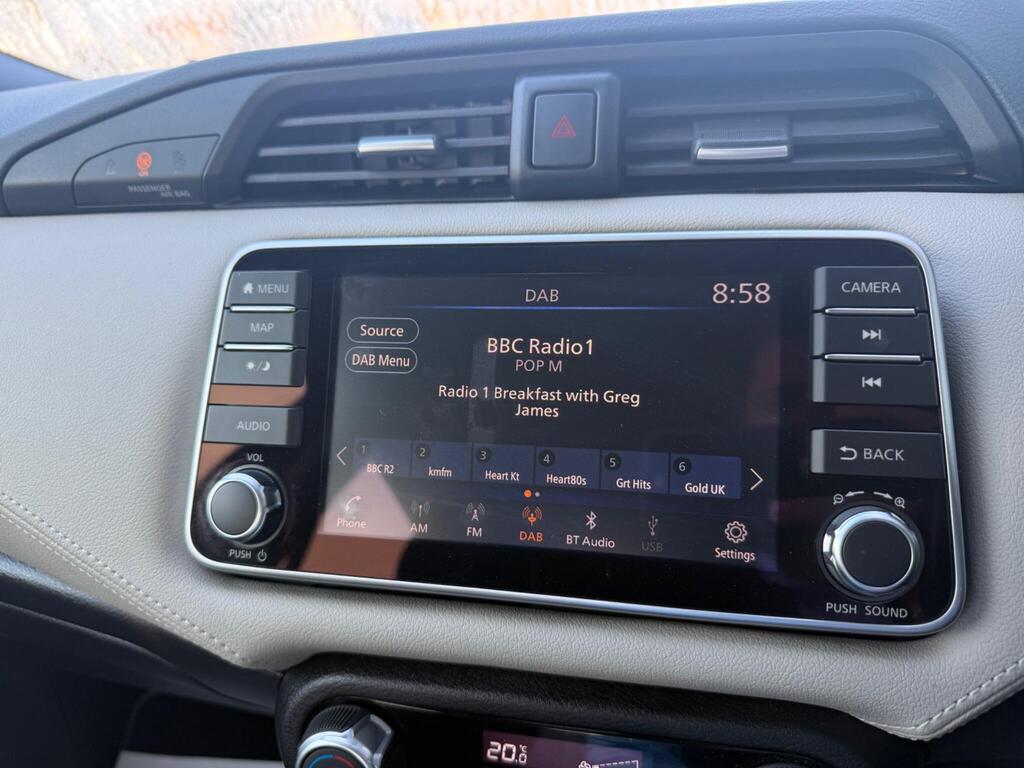 ON
PASSENGER
AIR BAG
MENU
MAP
AUDIO
VOL
PUSH
DAB
8:58
Source
DAB Menu
BBC Radio1
POP M
Radio 1 Breakfast with Greg
James
1 BBC R2
2 kmfm
3 Heart Kt
4 Heart80s
5 Grt Hits
6 Gold UK
Phone
AM
FM
DAB
BT Audio
USB
Settings
CAMERA
BACK
PUSH SOUND
20.0 °C